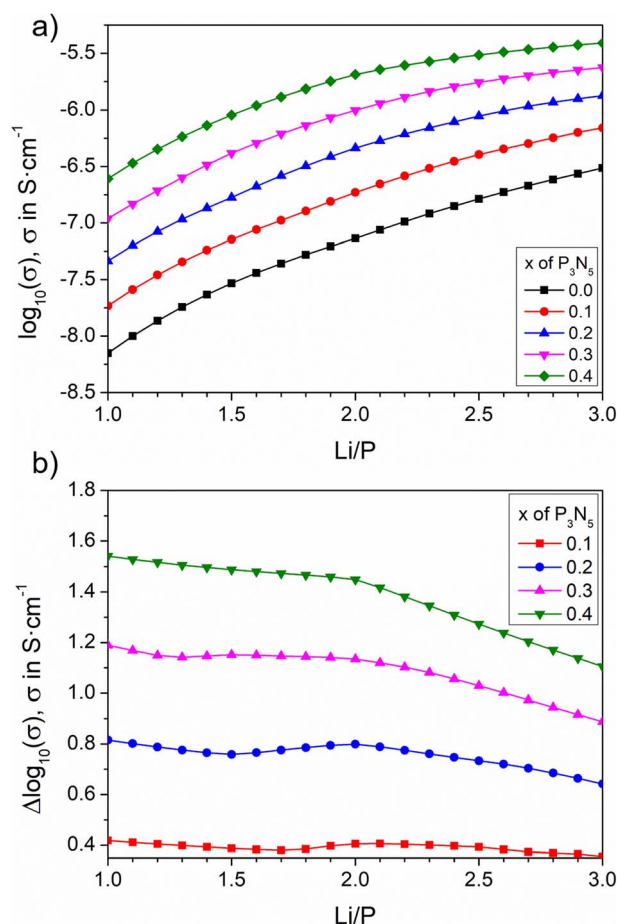 a)
log₁₀(σ), σ in S·cm⁻¹
-5.5
-6.0
-6.5
-7.0
-7.5
-8.0
-8.5
x of P₃N₅
0.0
0.1
0.2
0.3
0.4
1.0 1.5 2.0 2.5 3.0
Li/P
b)
Δlog₁₀(σ), σ in S·cm⁻¹
1.8
1.6
1.4
1.2
1.0
0.8
0.6
0.4
x of P₃N₅
0.1
0.2
0.3
0.4
1.0 1.5 2.0 2.5 3.0
Li/P